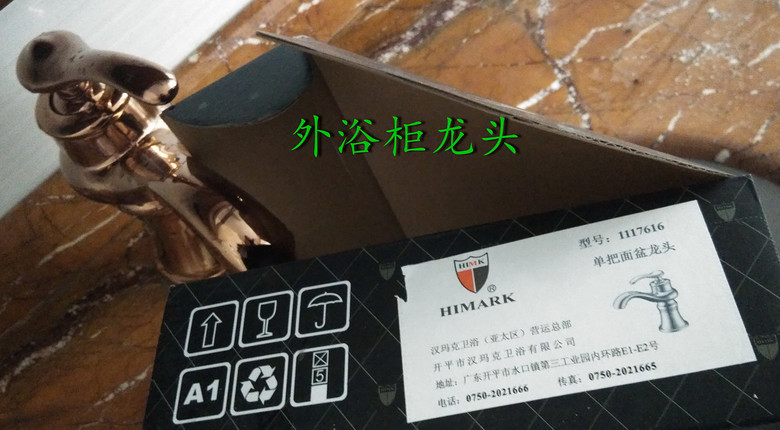 外浴柜龙头
型号：1117616
单把面盆龙头
HIMK
®
HIMARK
汉玛克卫浴（亚太区）营运总部
开平市汉玛克卫浴有限公司
地址：广东开平市水口镇第三工业园内环路E1-E2号
电话：0750-2021666 传真：0750-2021665
A1
5